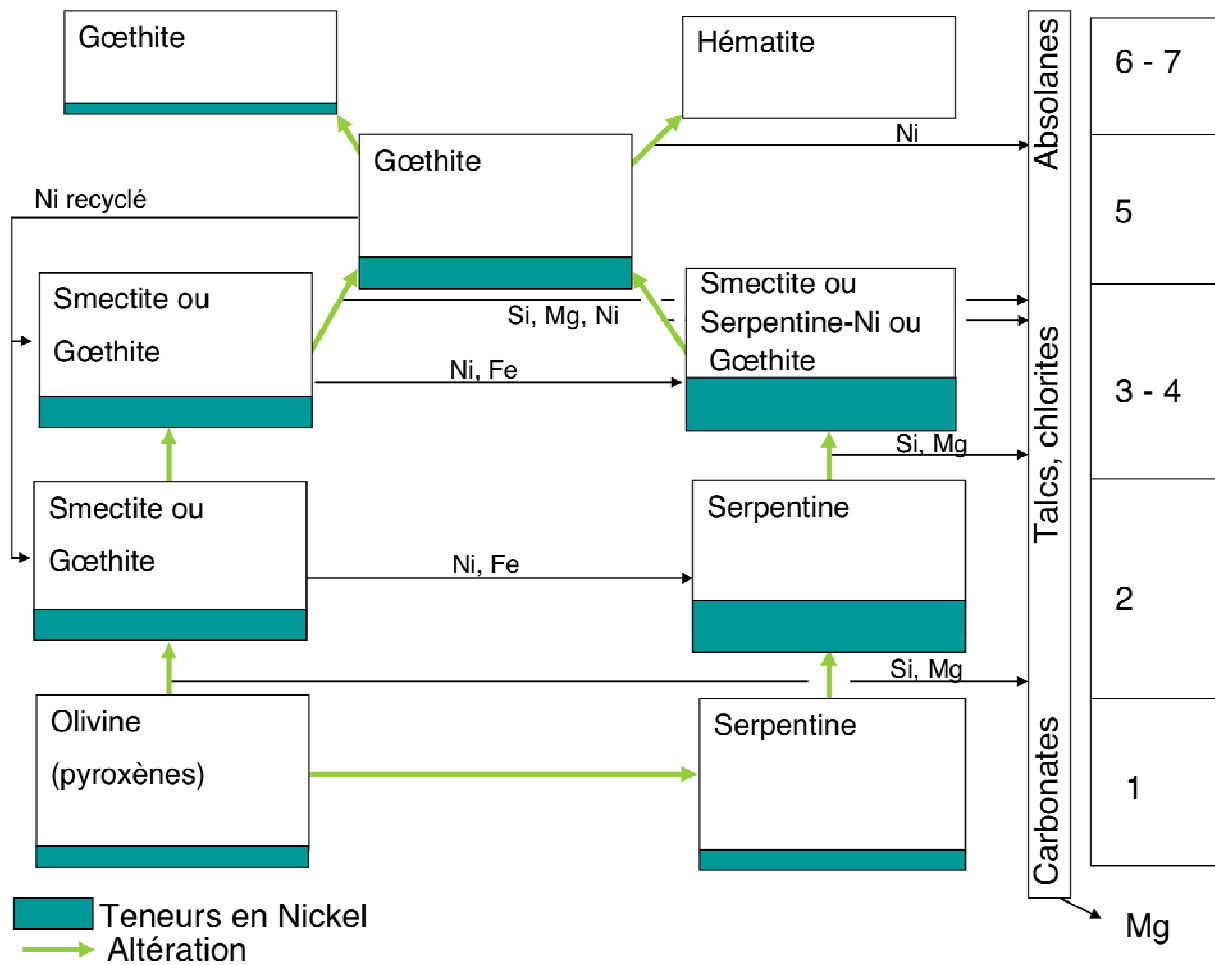 Gœthite
Hématite
Absolanes
6 - 7
Ni
Gœthite
Ni recyclé
5
Smectite ou
Gœthite
Si, Mg, Ni
Smectite ou
Serpentine-Ni ou
Gœthite
Ni, Fe
Talcs, chlorites
3 - 4
Si, Mg
Smectite ou
Gœthite
Ni, Fe
Serpentine
2
Si, Mg
Olivine
(pyroxènes)
Serpentine
Carbonates
1
Teneurs en Nickel
Altération
Mg